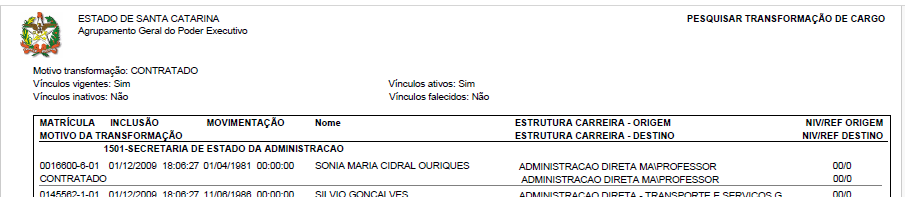 ESTADO DE SANTA CATARINA PESQUISAR TRANSFORMAÇÃO DE CARGO
Agrupamento Geral do Poder Executivo
Motivo transformação: CONTRATADO
Vínculos vigentes: Sim Vínculos ativos: Sim
Vínculos inativos: Não Vínculos falecidos: Não
MATRÍCULA INCLUSÃO MOVIMENTAÇÃO Nome ESTRUTURA CARREIRA - ORIGEM NIV/REF ORIGEM
MOTIVO DA TRANSFORMAÇÃO ESTRUTURA CARREIRA - DESTINO NIV/REF DESTINO
1501-SECRETARIA DE ESTADO DA ADMINISTRACAO
0016600-6-01 01/12/2009 18:06:27 01/04/1981 00:00:00 SONIA MARIA CIDRAL OURIQUES ADMINISTRACAO DIRETA MA\PROFESSOR 00/0
CONTRATADO ADMINISTRACAO DIRETA MA\PROFESSOR 00/0
0145562-1-01 01/12/2009 18:06:27 11/06/1986 00:00:00 SILVIO GONCALVES ADMINISTRACAO DIRETA - TRANSPORTE E SERVICOS G 00/0